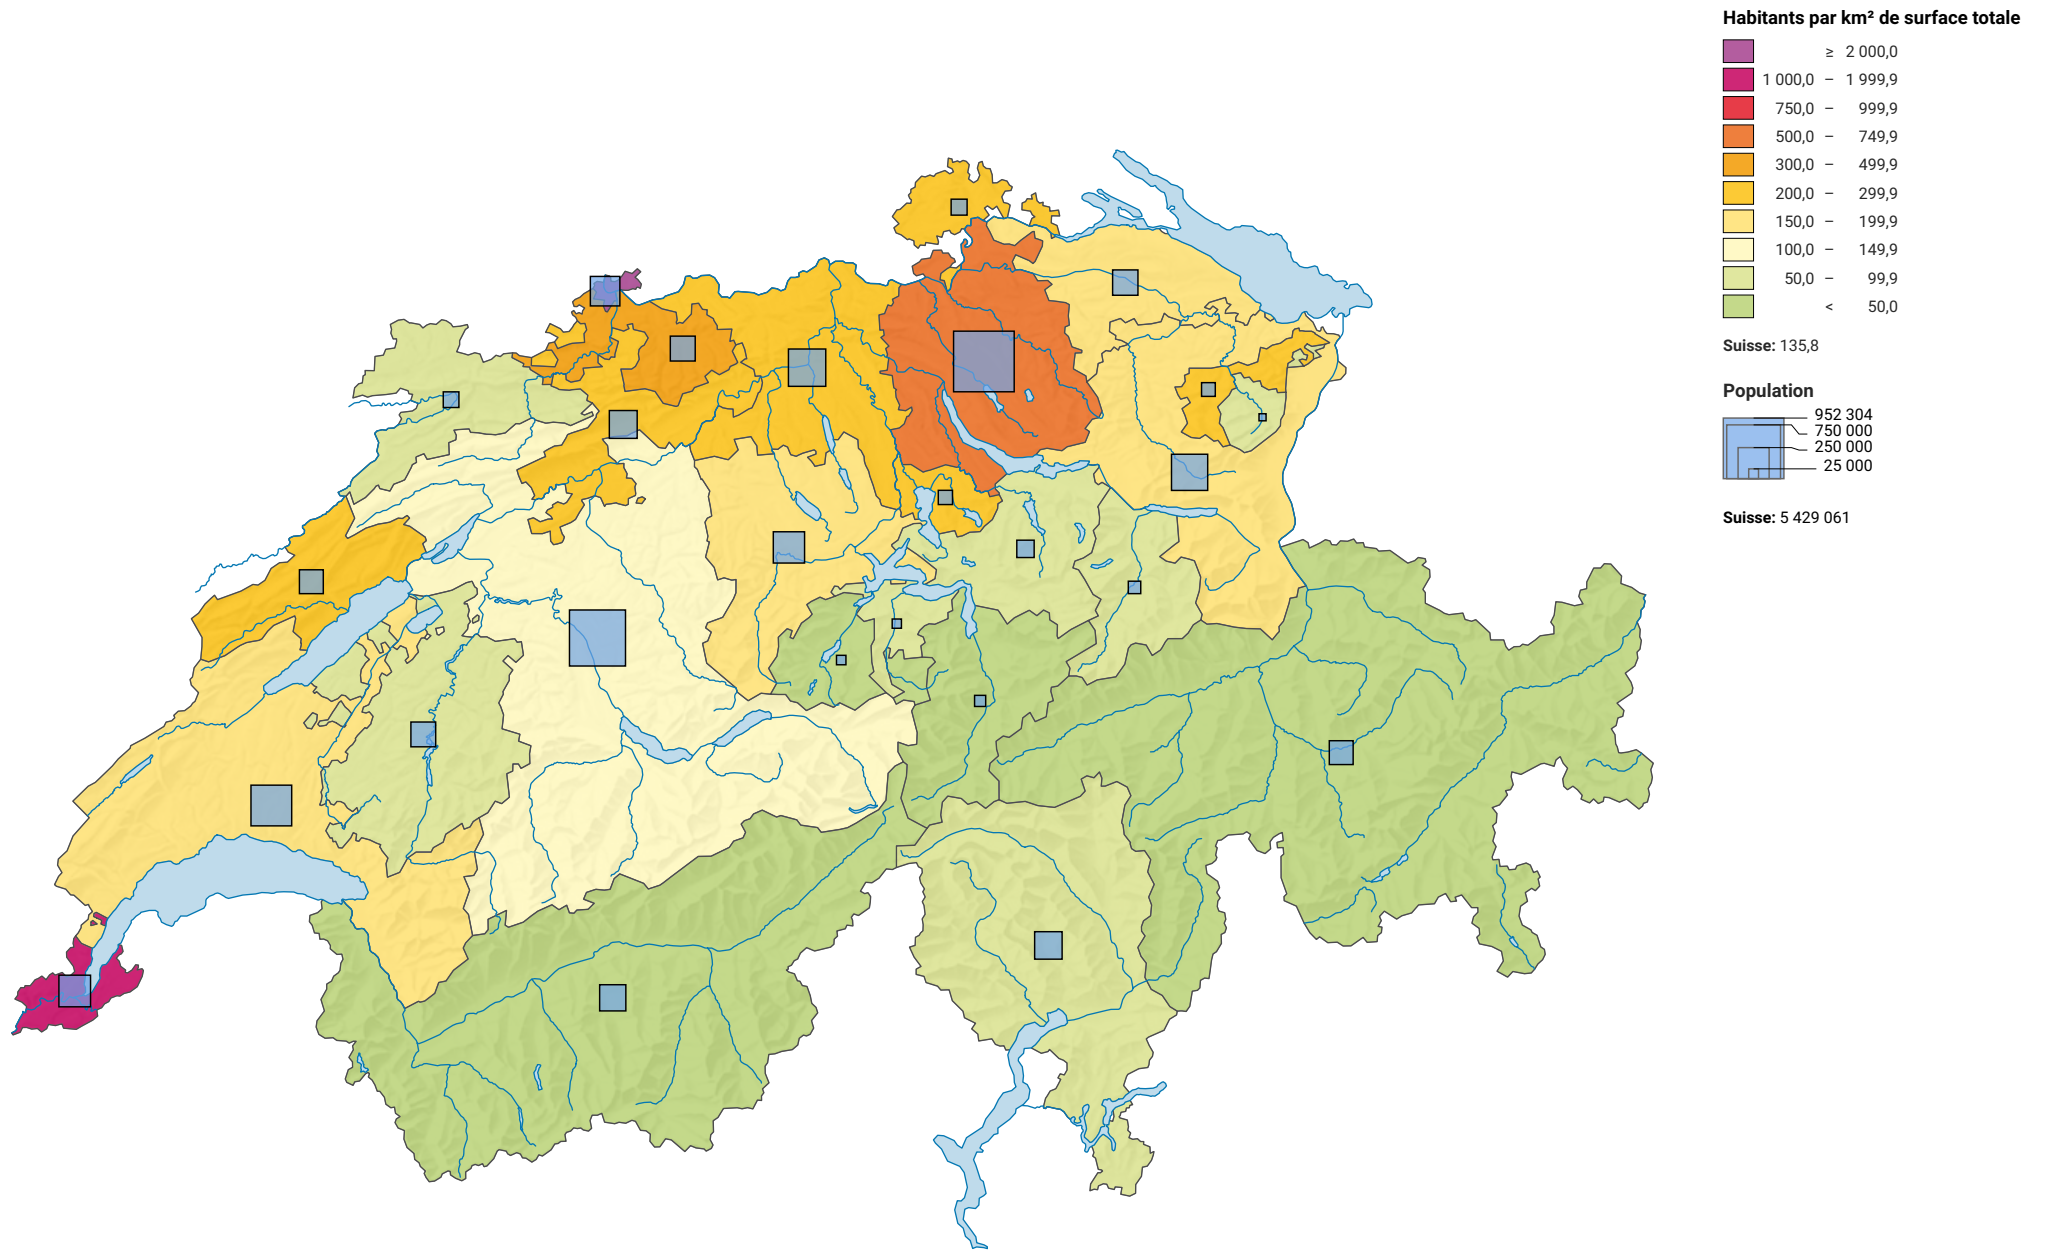 Habitants par km² de surface totale
≥ 2 000,0
1 000,0 – 1 999,9
750,0 – 999,9
500,0 – 749,9
300,0 – 499,9
200,0 – 299,9
150,0 – 199,9
100,0 – 149,9
50,0 – 99,9
< 50,0
Suisse: 135,8
Population
952 304
750 000
250 000
25 000
Suisse: 5 429 061